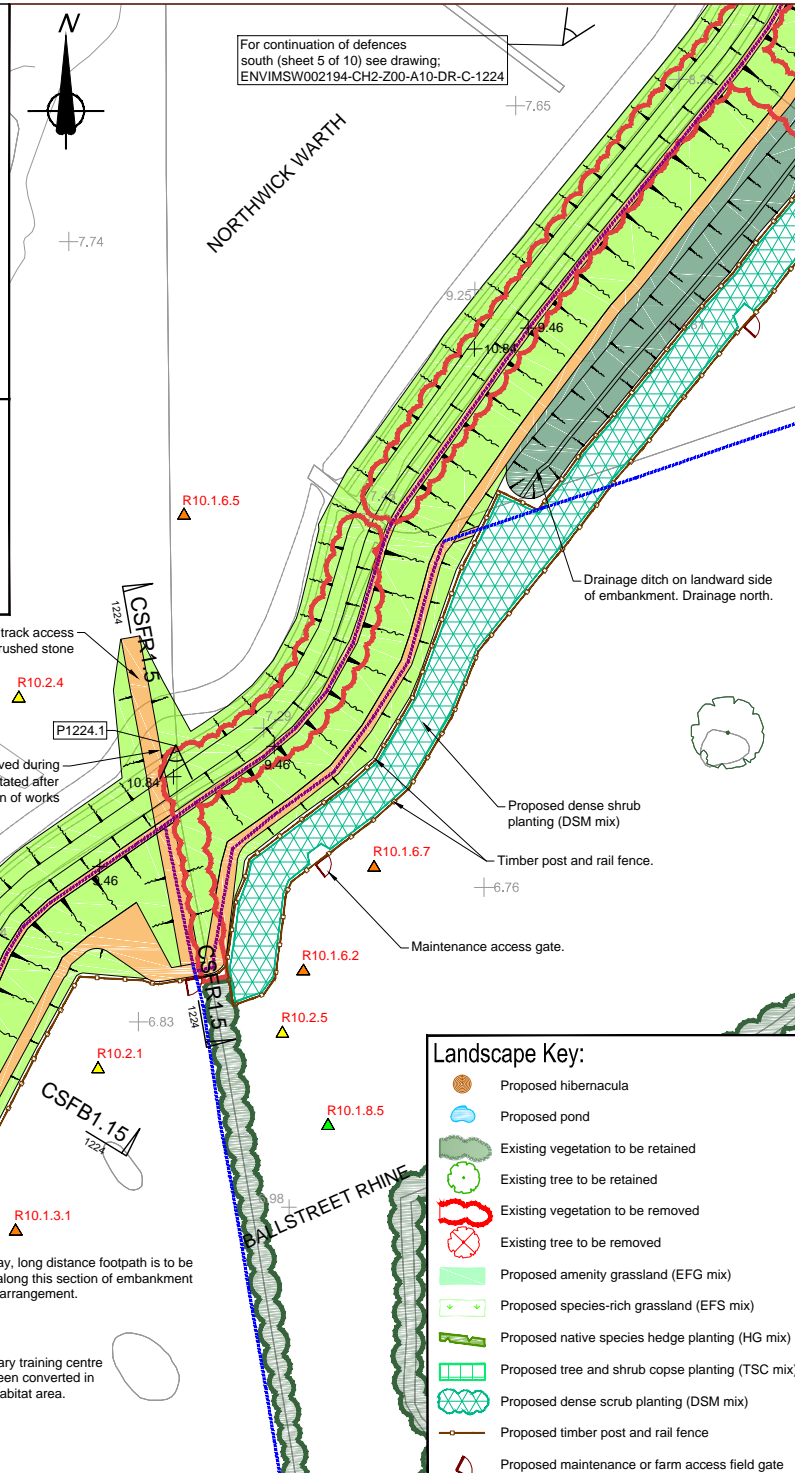 N
For continuation of defences
south (sheet 5 of 10) see drawing;
ENVIMSW002194-CH2-Z00-A10-DR-C-1224
7.65
NORTHWICK WARTH
7.74
9.25
9.46
10.84
R10.1.6.5
Drainage ditch on landward side
of embankment. Drainage north.
CSFR1.5
1224
track access
rushed stone
R10.2.4
P1224.1
7.29
9.46
ved during
tated after
n of works
10.84
Proposed dense shrub
planting (DSM mix)
Timber post and rail fence.
R10.1.6.7
9.46
6.76
Maintenance access gate.
CSFR1.5
1224
R10.1.6.2
6.83
R10.2.5
R10.2.1
CSFB1.15
1224
R10.1.8.5
BALLSTREET RHINE
R10.1.3.1
ay, long distance footpath is to be
along this section of embankment
arrangement.
ary training centre
een converted in
abitat area.
Landscape Key:
Proposed hibernacula
Proposed pond
Existing vegetation to be retained
Existing tree to be retained
Existing vegetation to be removed
Existing tree to be removed
Proposed amenity grassland (EFG mix)
Proposed species-rich grassland (EFS mix)
Proposed native species hedge planting (HG mix)
Proposed tree and shrub copse planting (TSC mix)
Proposed dense scrub planting (DSM mix)
Proposed timber post and rail fence
Proposed maintenance or farm access field gate